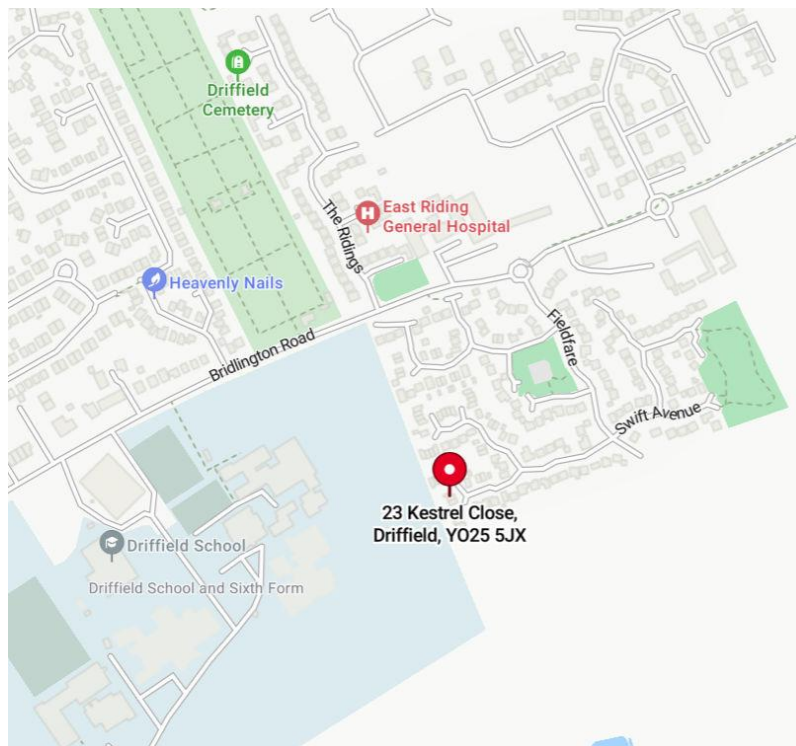 Driffield
Cemetery
The Ridings
East Riding
General Hospital
Heavenly Nails
Bridlington Road
Fieldfare
Swift Avenue
23 Kestrel Close,
Driffield, YO25 5JX
Driffield School
Driffield School and Sixth Form